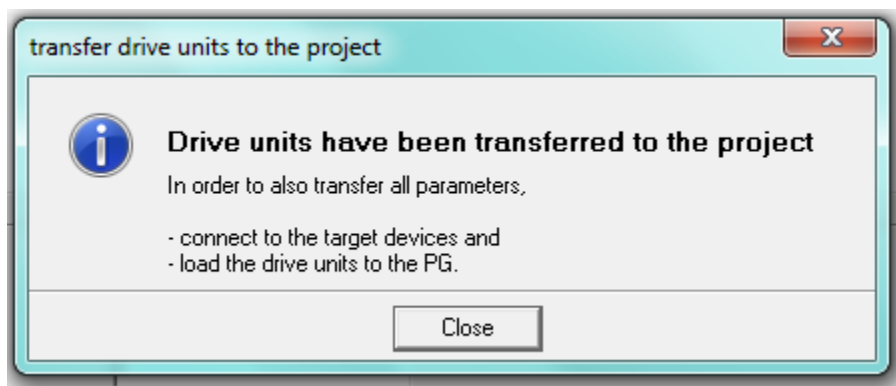 transfer drive units to the project
Drive units have been transferred to the project
In order to also transfer all parameters,
- connect to the target devices and
- load the drive units to the PG.
Close